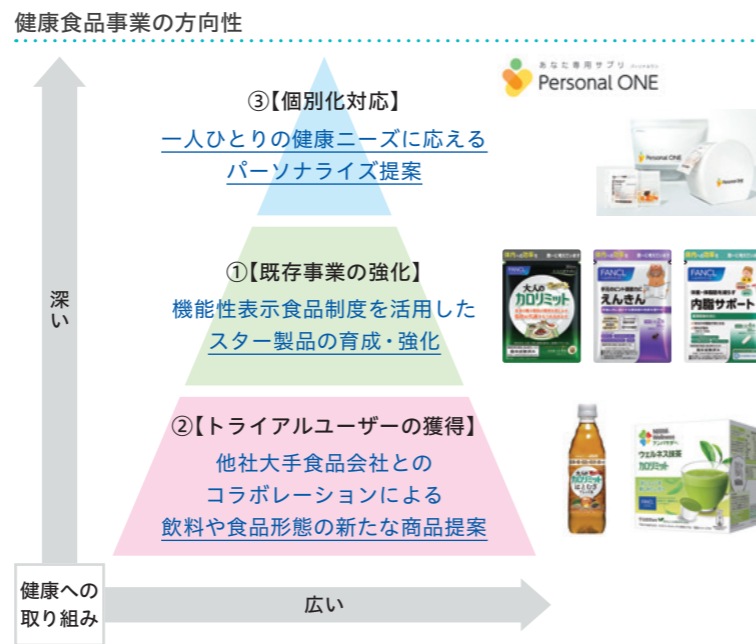 健康食品事業の方向性
あなた専用サプリ
Personal ONE
③【個別化対応】
一人ひとりの健康ニーズに応える
パーソナライズ提案
Personal ONE
Personal ONE
①【既存事業の強化】
機能性表示食品制度を活用した
スター製品の育成・強化
FANCL
大人の
カロリミット
FANCL
えんきん
FANCL
内脂サポート
深い
②【トライアルユーザーの獲得】
他社大手食品会社との
コラボレーションによる
飲料や食品形態の新たな商品提案
カロリミット
はとむぎ
ウェルネス抹茶
カロリミット
FANCL
健康への
取り組み
広い